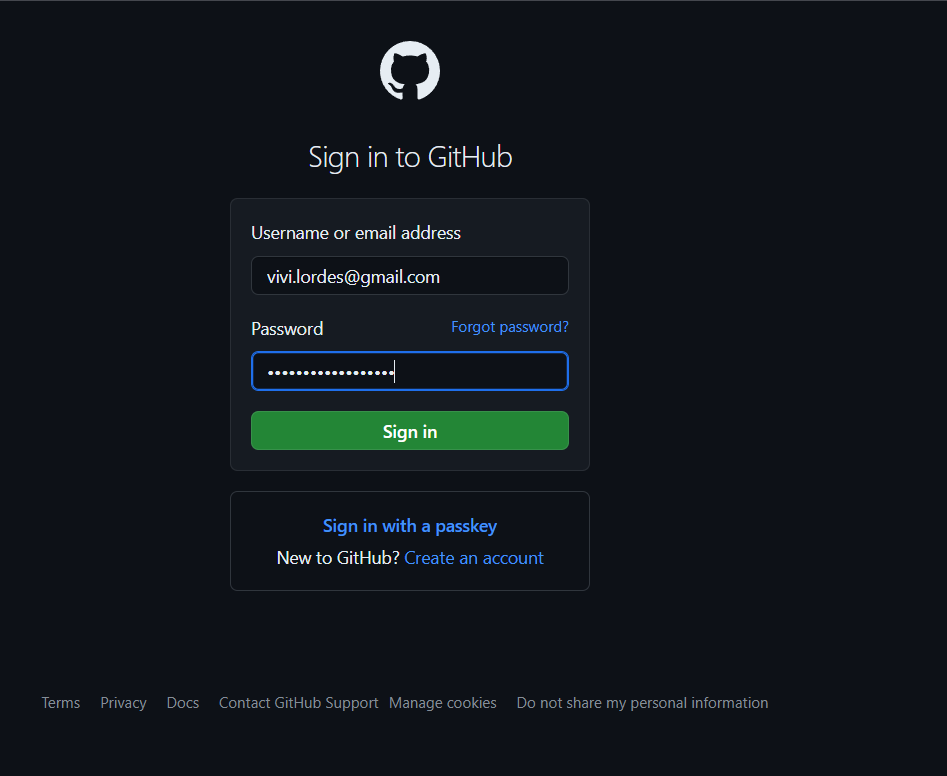 Sign in to GitHub
Username or email address
vivi.lordes@gmail.com
Password Forgot password?
••••••••••••••••••
Sign in
Sign in with a passkey
New to GitHub? Create an account
Terms Privacy Docs Contact GitHub Support Manage cookies Do not share my personal information